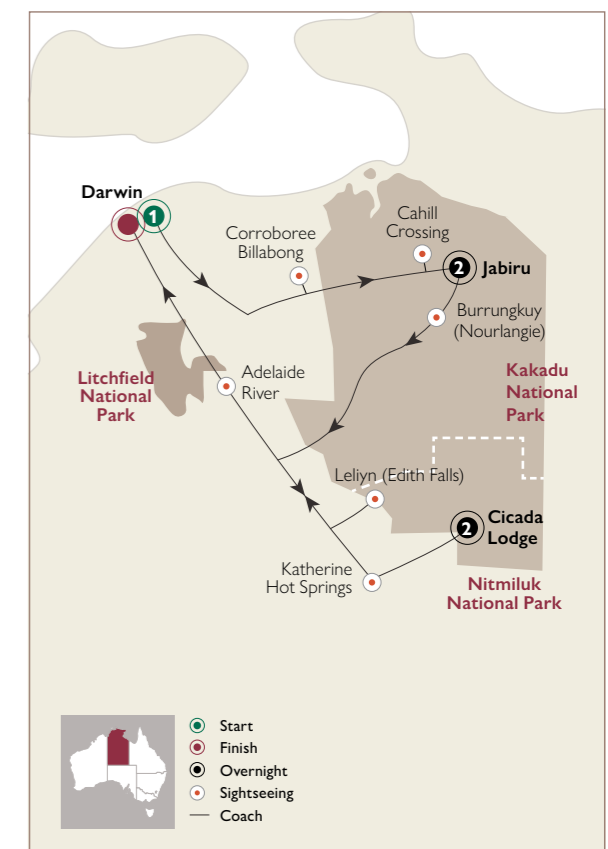 Darwin
1
Corroboree
Billabong
Cahill
Crossing
2
Jabiru
Burrungkuy
(Nourlangie)
Litchfield
National
Park
Adelaide
River
Kakadu
National
Park
Leliyn (Edith Falls)
2
Cicada
Lodge
Katherine
Hot Springs
Nitmiluk
National Park
Start
Finish
Overnight
Sightseeing
Coach